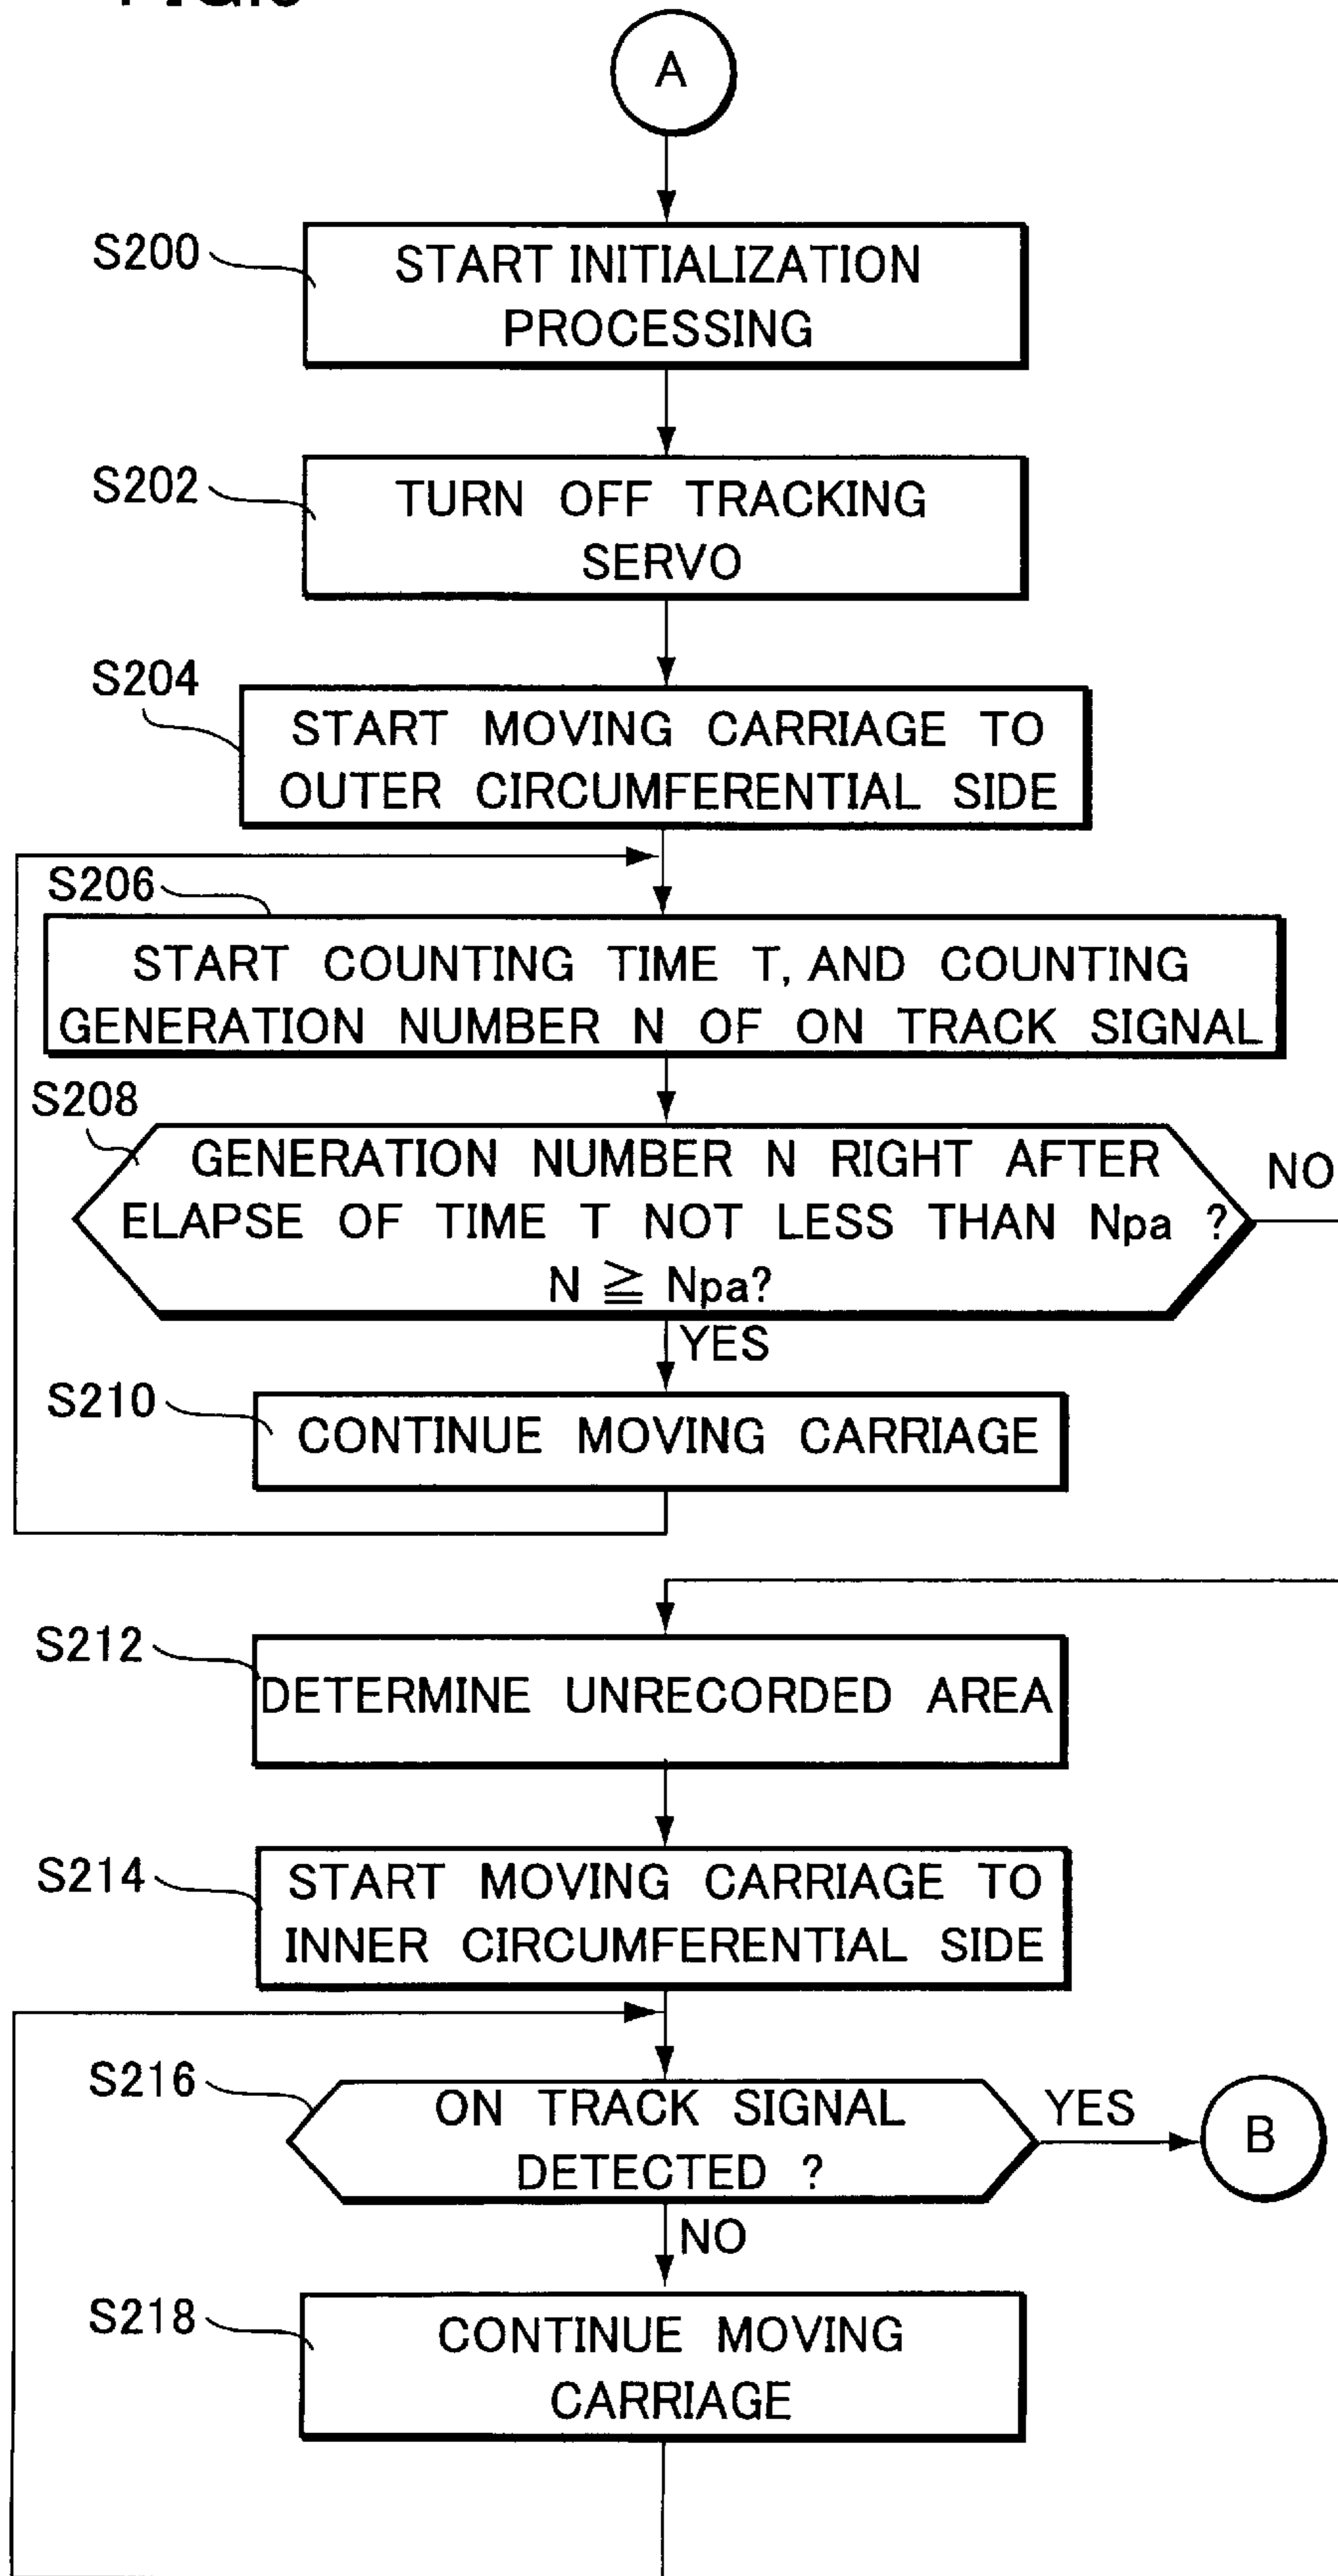 A
S200
START INITIALIZATION
PROCESSING
S202
TURN OFF TRACKING
SERVO
S204
START MOVING CARRIAGE TO
OUTER CIRCUMFERENTIAL SIDE
S206
START COUNTING TIME T, AND COUNTING
GENERATION NUMBER N OF ON TRACK SIGNAL
S208
GENERATION NUMBER N RIGHT AFTER
ELAPSE OF TIME T NOT LESS THAN Npa ?
N ≧ Npa?
NO
YES
S210
CONTINUE MOVING CARRIAGE
S212
DETERMINE UNRECORDED AREA
S214
START MOVING CARRIAGE TO
INNER CIRCUMFERENTIAL SIDE
S216
ON TRACK SIGNAL
DETECTED ?
YES
B
NO
S218
CONTINUE MOVING
CARRIAGE